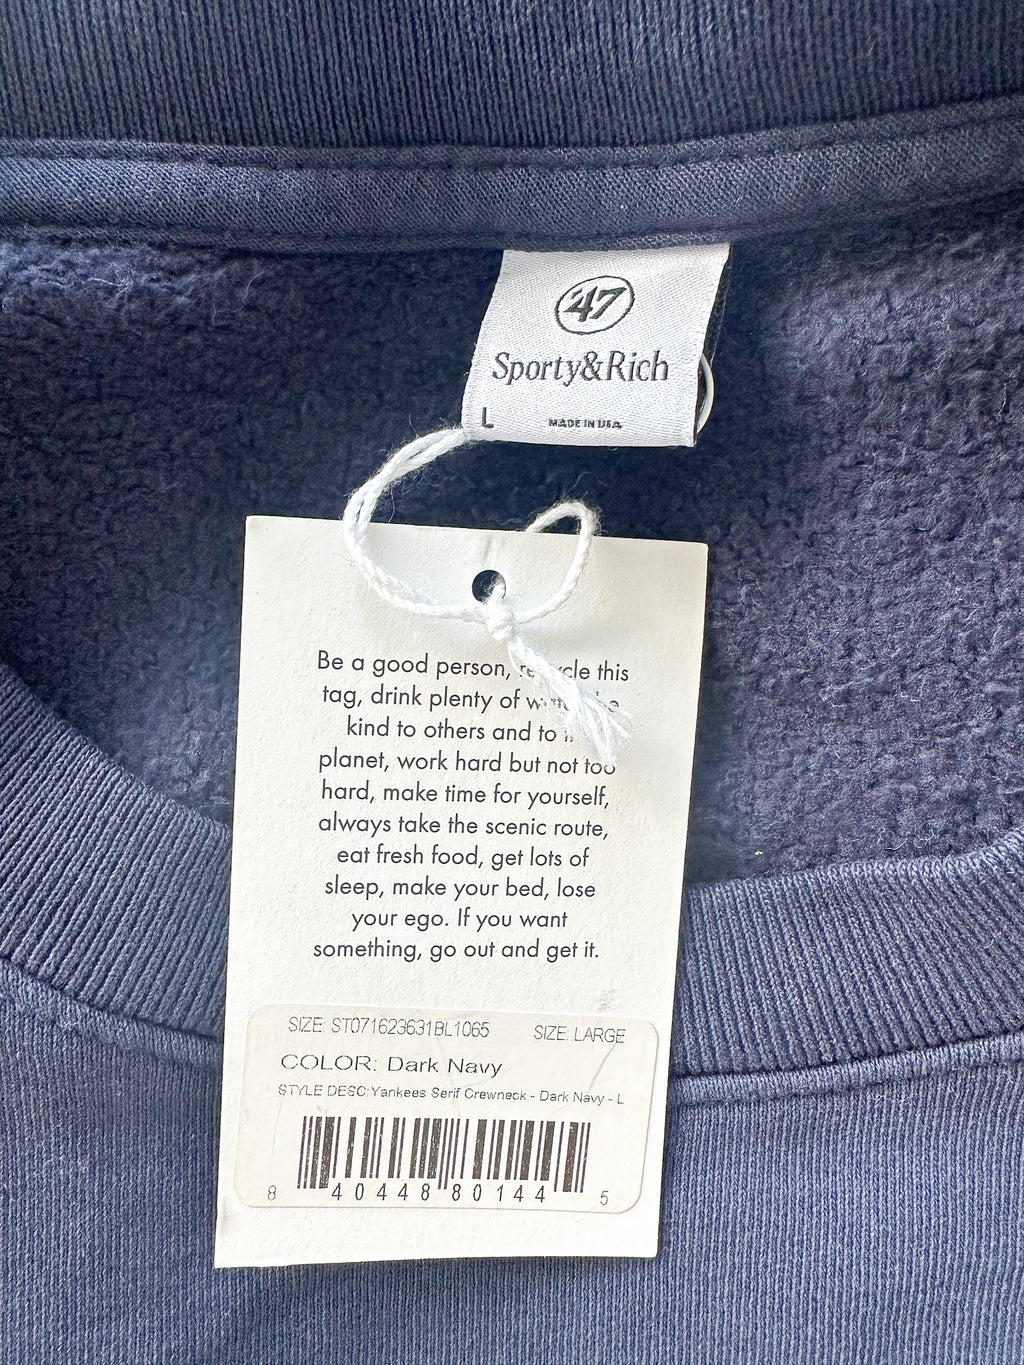 '47
Sporty&Rich
L
MADE IN USA
Be a good person, this
tag, drink plenty of
kind to others and to
planet, work hard but not too
hard, make time for yourself,
always take the scenic route,
eat fresh food, get lots of
sleep, make your bed, lose
your ego. If you want
something, go out and get it.
SIZE: ST071623631BL1065 SIZE: LARGE
COLOR: Dark Navy
STYLE DESC:Yankees Serif Crewneck - Dark Navy - L
8 40448 80144 5